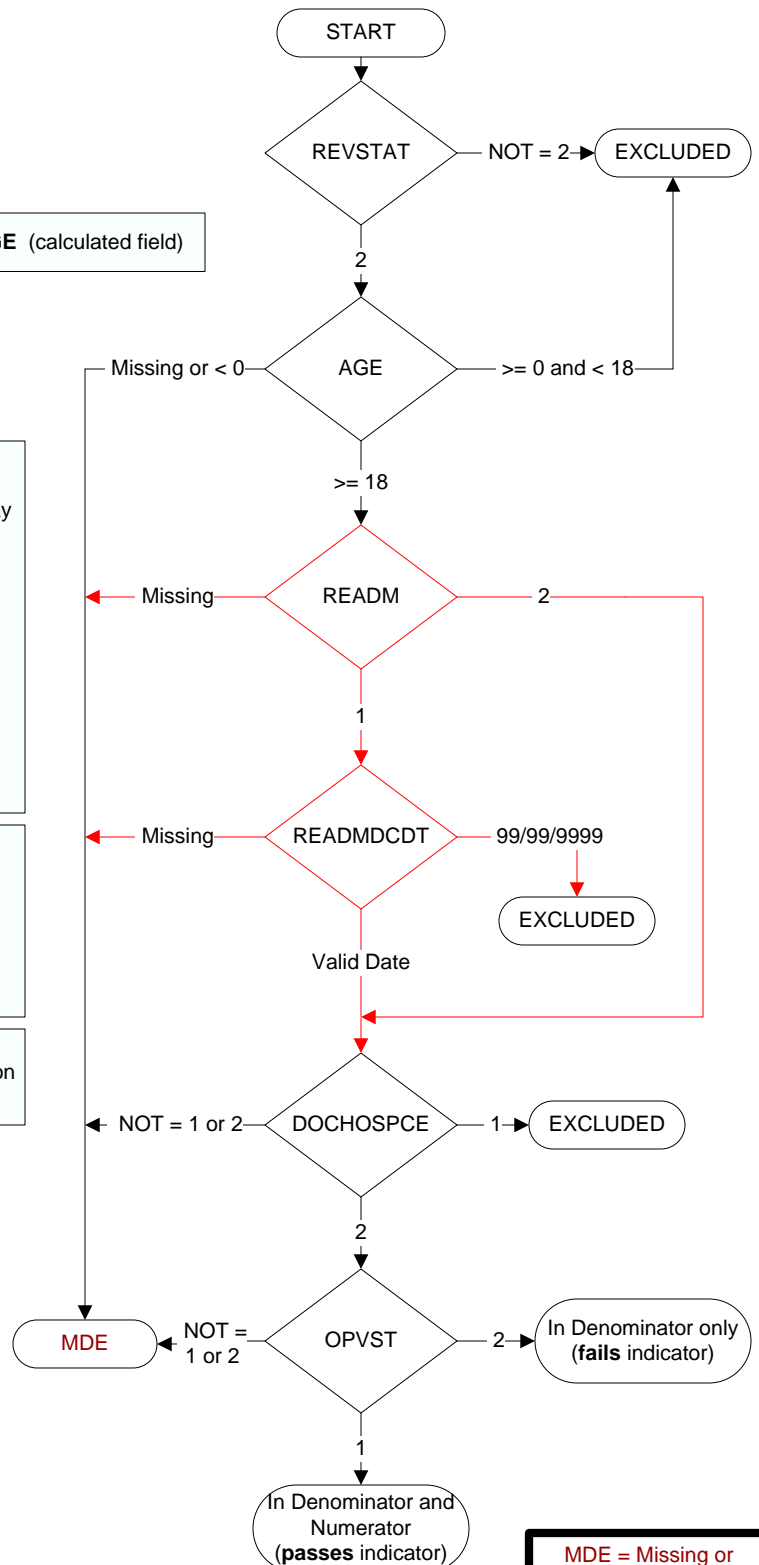 START
REVSTAT
NOT = 2
EXCLUDED
(calculated field)
2
Missing or < 0
AGE
>= 0 and < 18
>= 18
Missing
READM
2
1
Missing
READMDCDT
99/99/9999
EXCLUDED
Valid Date
NOT = 1 or 2
DOCHOSPCE
1
EXCLUDED
2
MDE
NOT =
1 or 2
OPVST
2
In Denominator only
(fails indicator)
1
In Denominator and
Numerator
(passes indicator)
MDE = Missing or